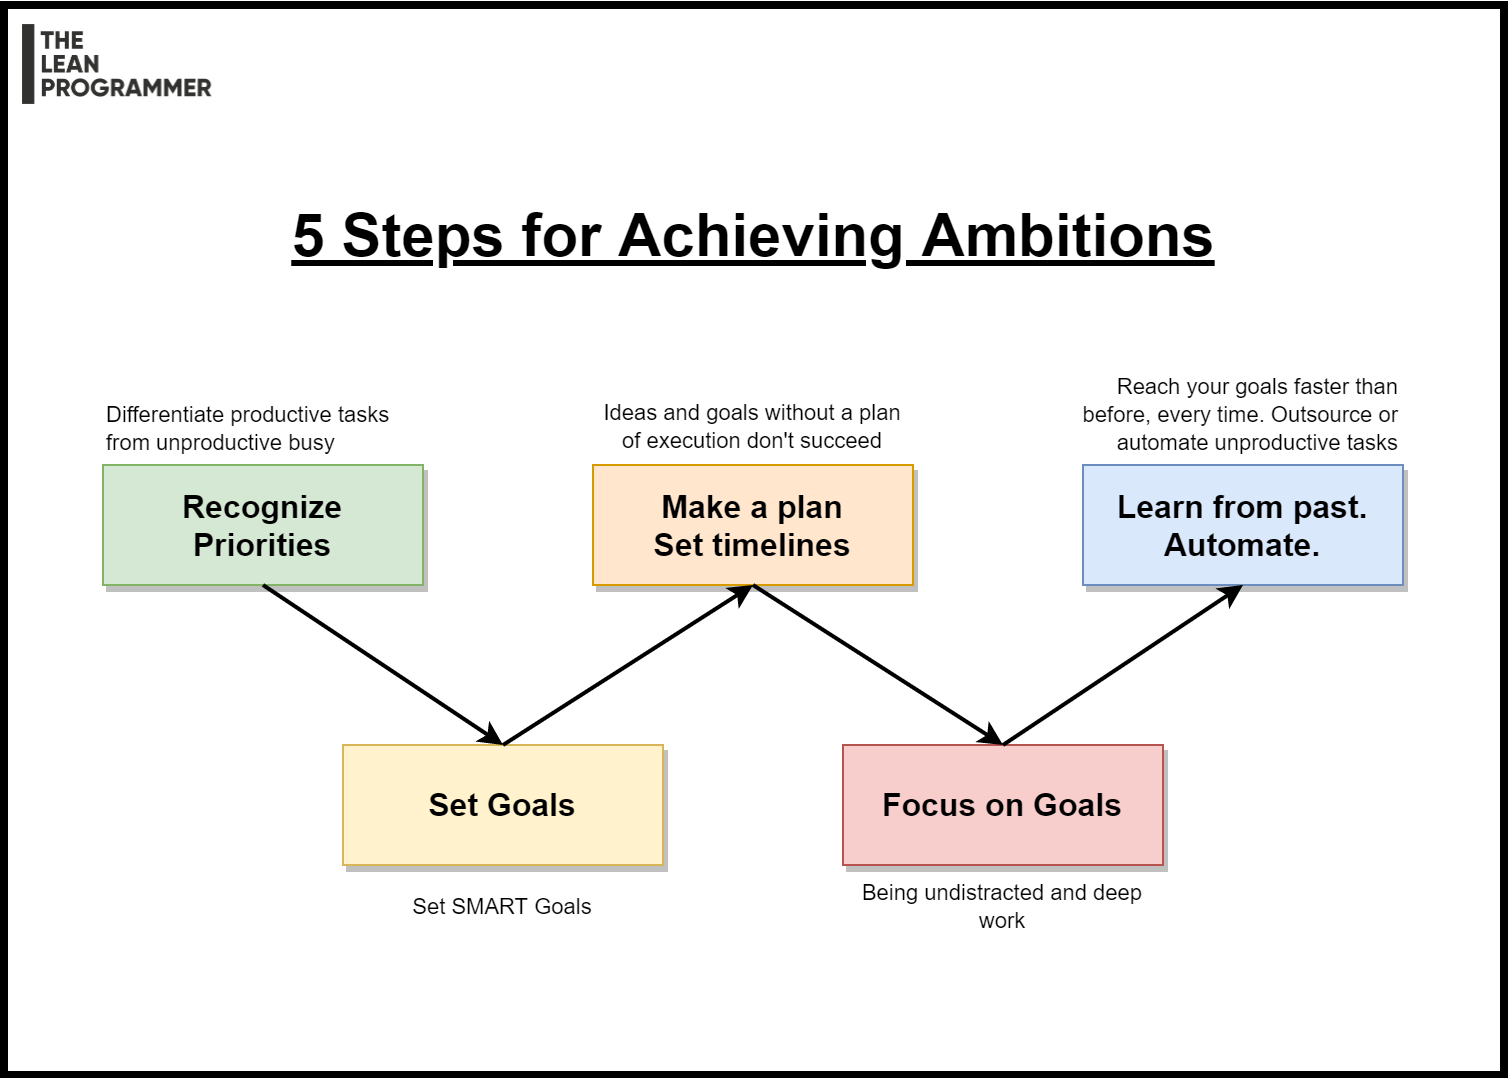 THE
LEAN
PROGRAMMER
5 Steps for Achieving Ambitions
Differentiate productive tasks
from unproductive busy
Recognize
Priorities
Set Goals
Set SMART Goals
Ideas and goals without a plan
of execution don't succeed
Make a plan
Set timelines
Focus on Goals
Being undistracted and deep
work
Reach your goals faster than
before, every time. Outsource or
automate unproductive tasks
Learn from past.
Automate.